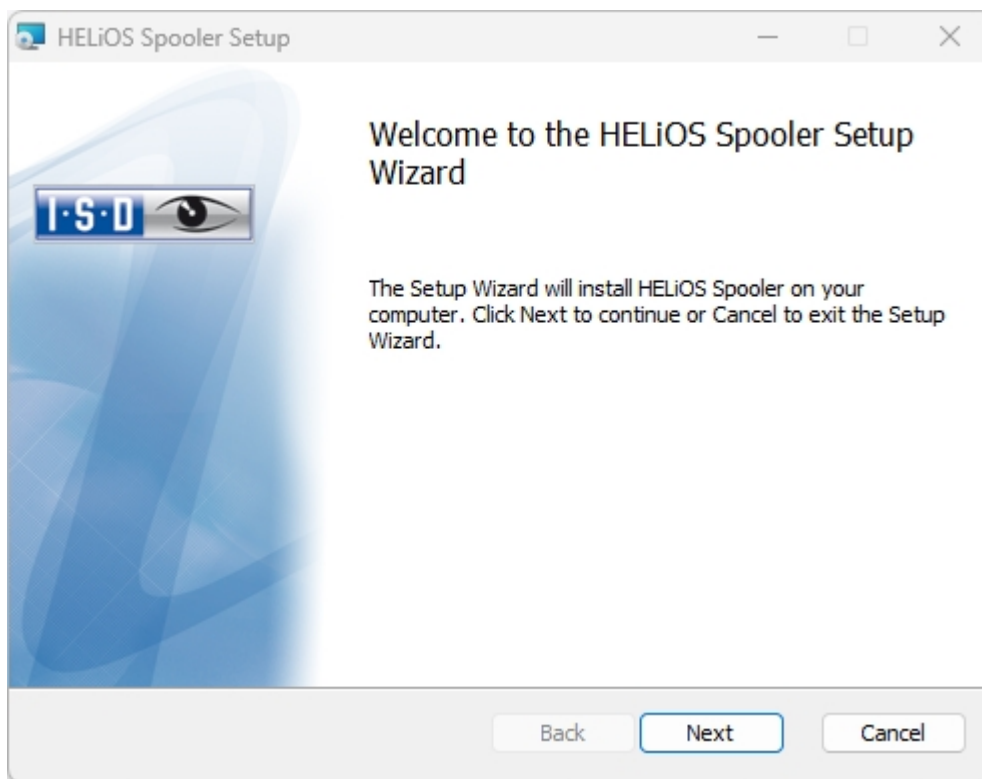 HELiOS Spooler Setup
Welcome to the HELiOS Spooler Setup
Wizard
I·S·D
The Setup Wizard will install HELiOS Spooler on your
computer. Click Next to continue or Cancel to exit the Setup
Wizard.
Back
Next
Cancel